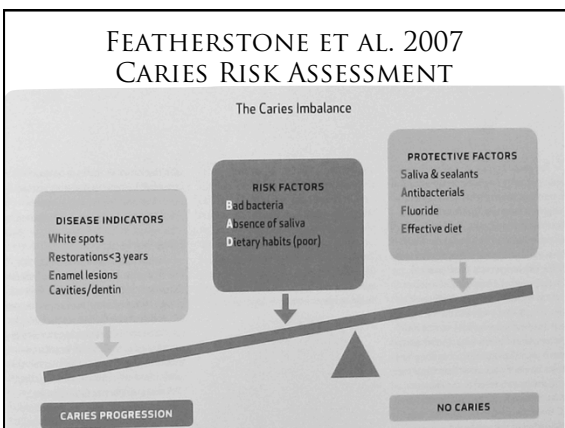 FEATHERSTONE ET AL. 2007
CARIES RISK ASSESSMENT
The Caries Imbalance
DISEASE INDICATORS
White spots
Restorations<3 years
Enamel lesions
Cavities/dentin
RISK FACTORS
Bad bacteria
Absence of saliva
Dietary habits (poor)
PROTECTIVE FACTORS
Saliva & sealants
Antibacterials
Fluoride
Effective diet
CARIES PROGRESSION
NO CARIES